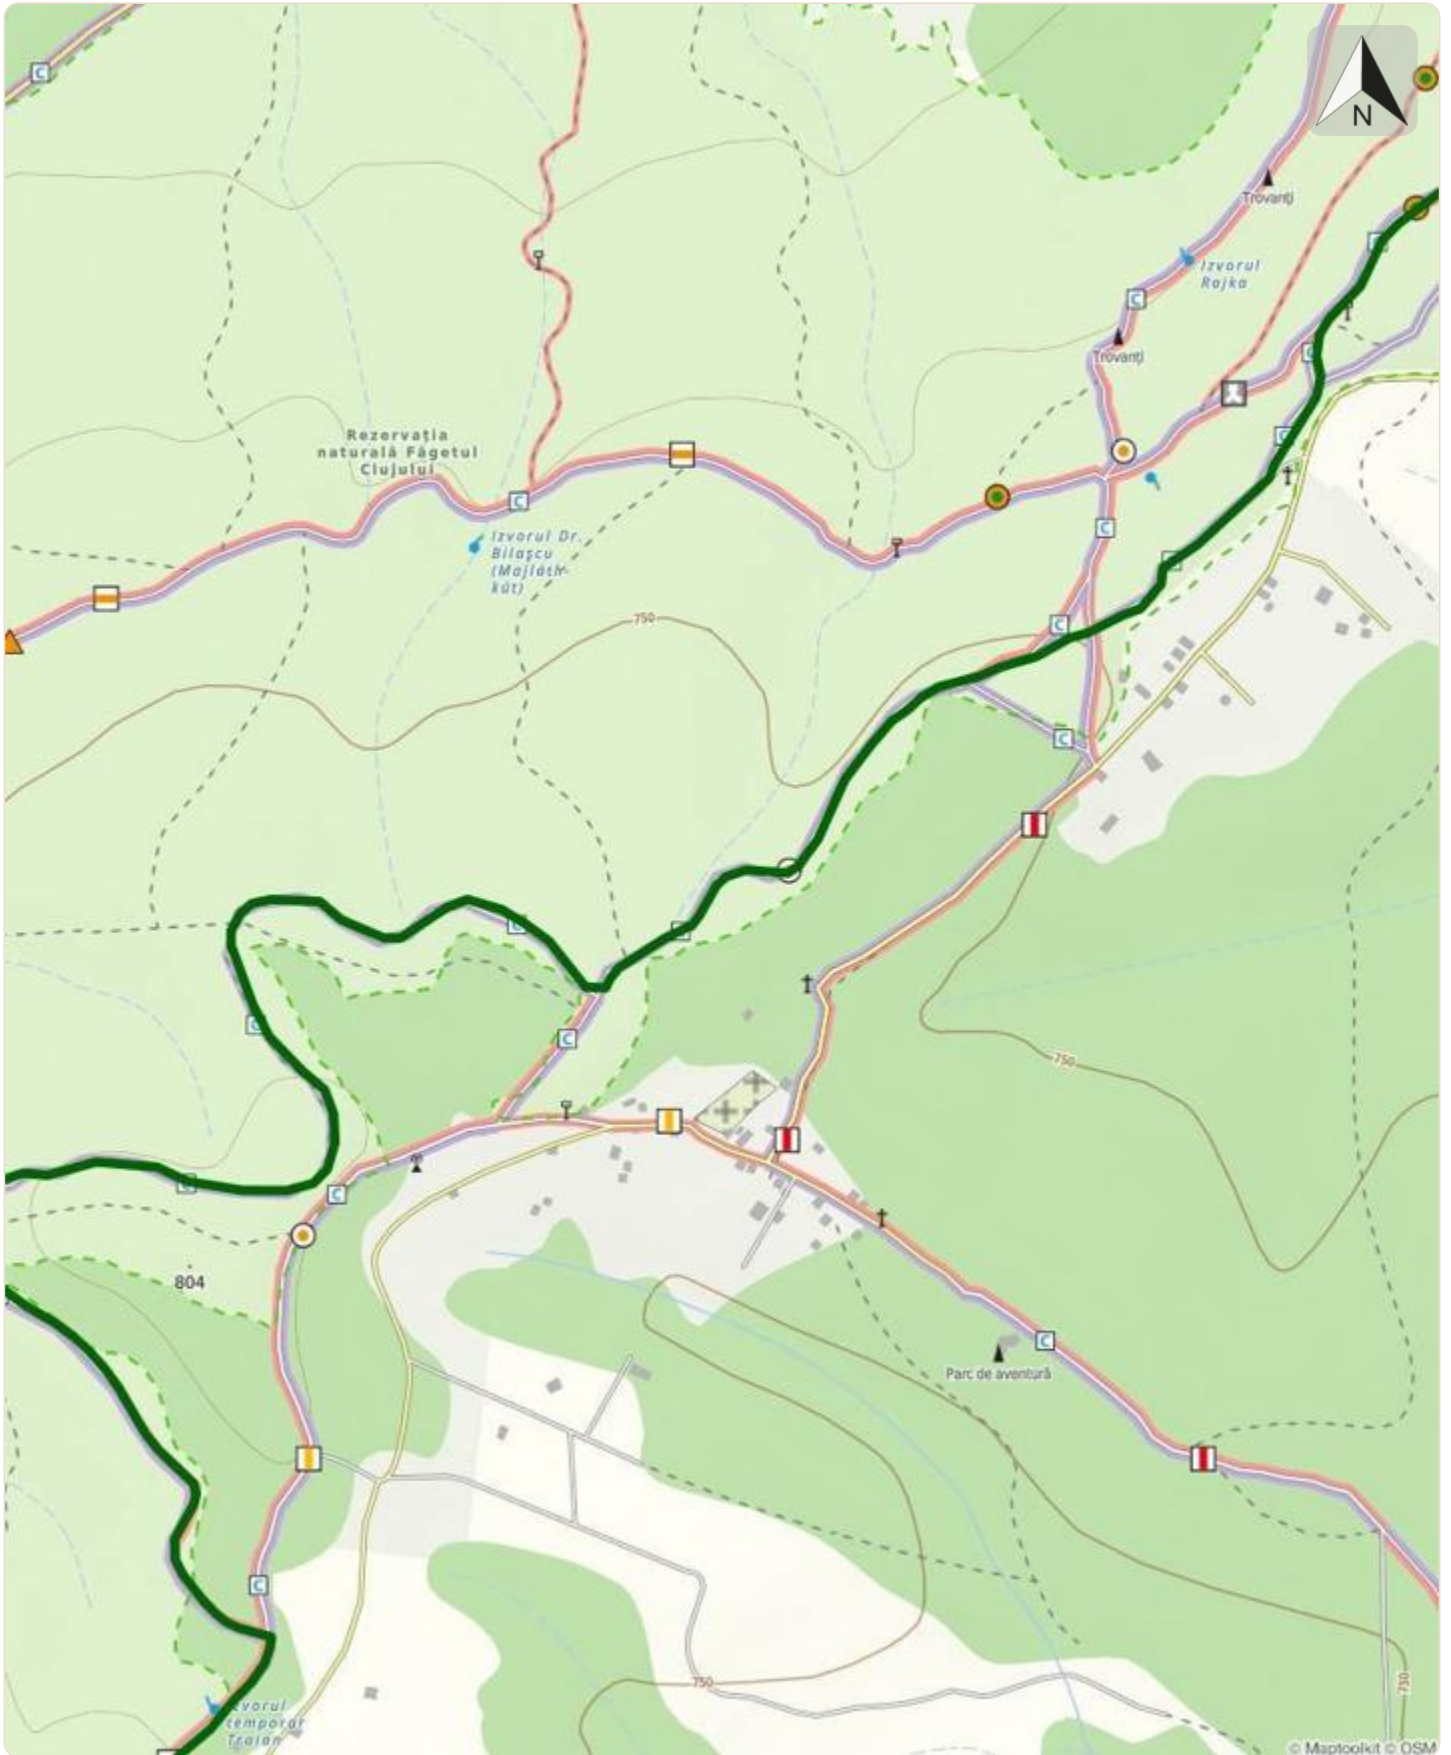 C
N
Trovanți
Izvorul
Rajka
C
Trovanți
C
Rezervația
naturală Făgetul
Clujului
C
C
C
Izvorul Dr.
Bilașcu
(Majláth-
kút)
750
C
C
C
C
C
C
750
C
C
C
804
C
Parc de aventură
C
Izvorul
temporar
Traian
750
750
© Maptoolkit © OSM